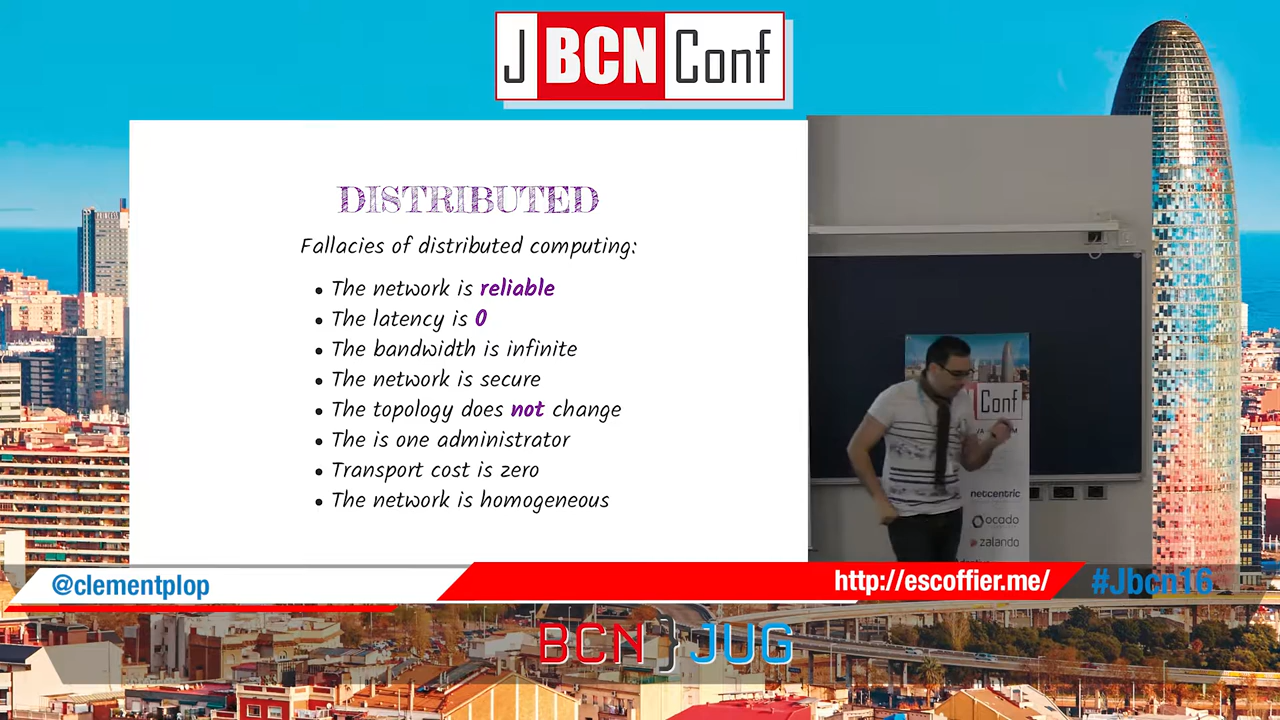 J BCN Conf
DISTRIBUTED
Fallacies of distributed computing:
• The network is reliable
• The latency is 0
• The bandwidth is infinite
• The network is secure
• The topology does not change
• The is one administrator
• Transport cost is zero
• The network is homogeneous
Conf
netcentric
ocado
zalando
@clementplop
http://escoffier.me/
#Jbcn16
BCN}JUG